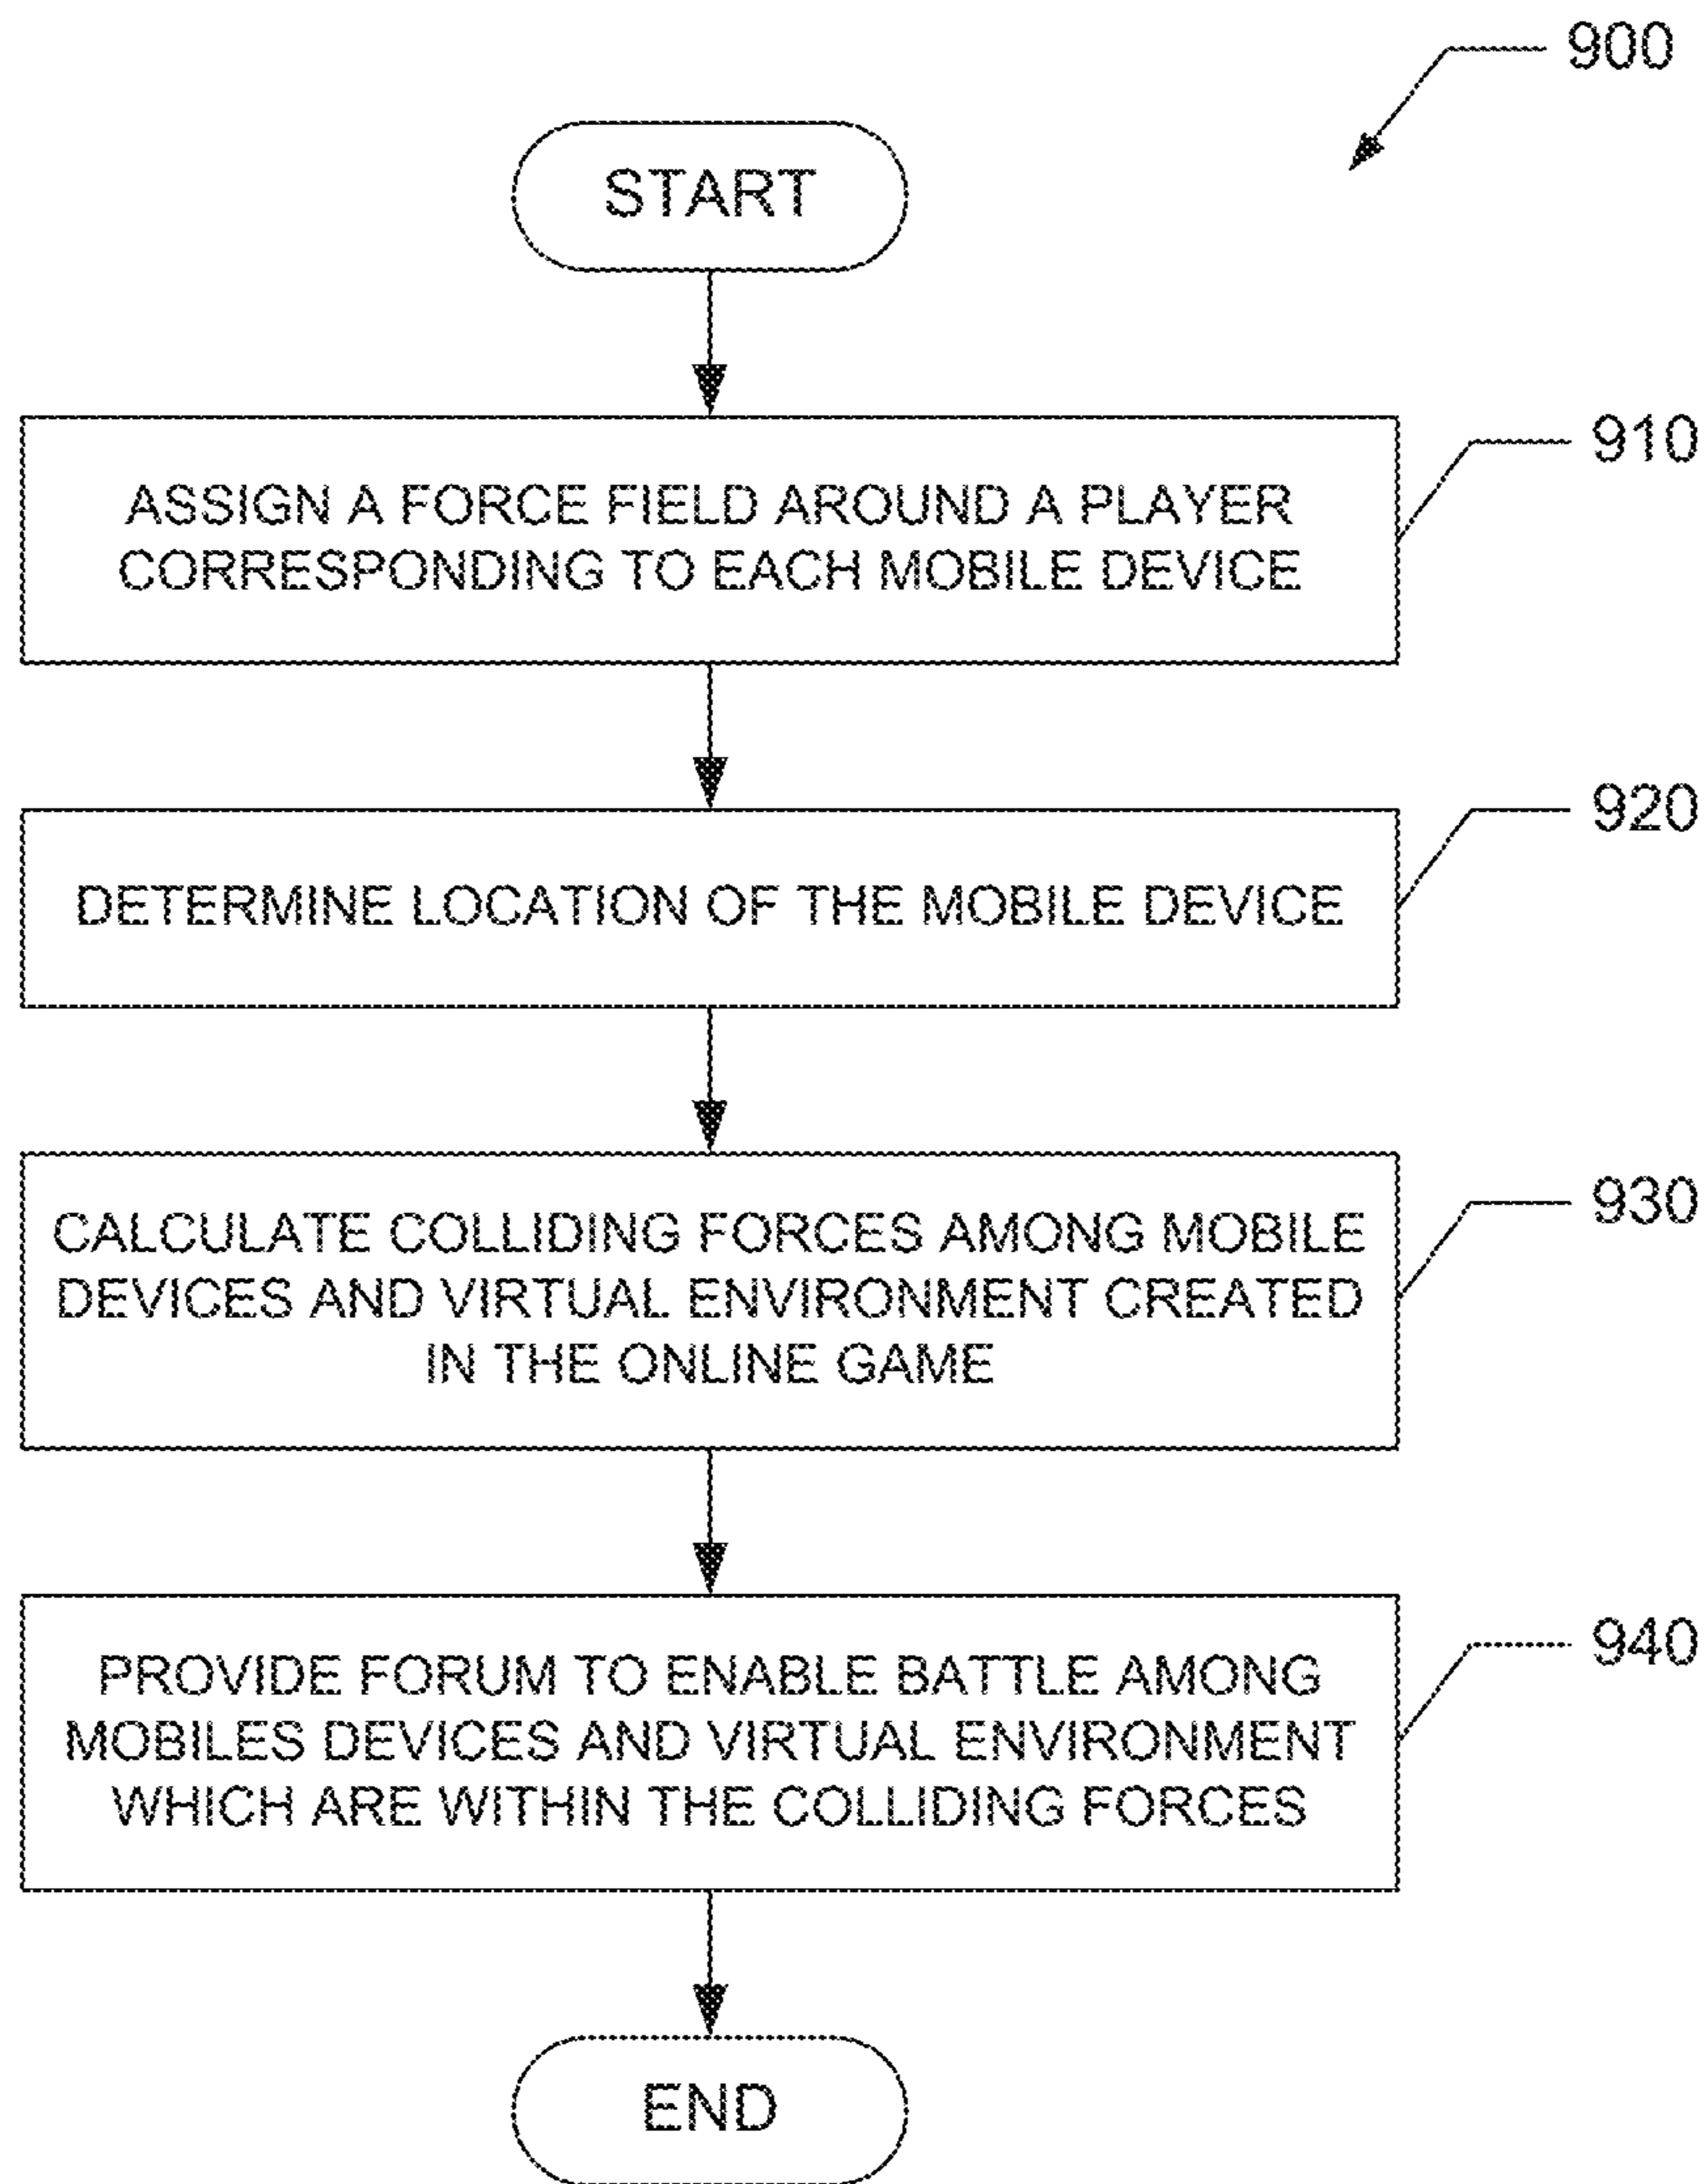 900
START
910
ASSIGN A FORCE FIELD AROUND A PLAYER
CORRESPONDING TO EACH MOBILE DEVICE
920
DETERMINE LOCATION OF THE MOBILE DEVICE
930
CALCULATE COLLIDING FORCES AMONG MOBILE
DEVICES AND VIRTUAL ENVIRONMENT CREATED
IN THE ONLINE GAME
940
PROVIDE FORUM TO ENABLE BATTLE AMONG
MOBILES DEVICES AND VIRTUAL ENVIRONMENT
WHICH ARE WITHIN THE COLLIDING FORCES
END